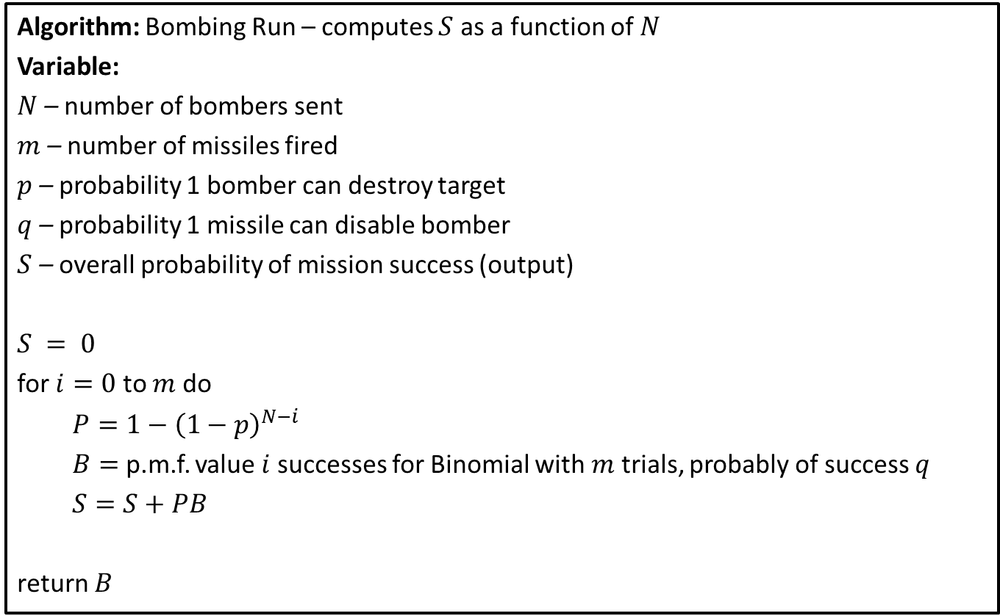 Algorithm: Bombing Run – computes S as a function of N
Variable:
N – number of bombers sent
m – number of missiles fired
p – probability 1 bomber can destroy target
q – probability 1 missile can disable bomber
S – overall probability of mission success (output)
S = 0
for i = 0 to m do
P = 1 − (1 − p)^{N−i}
B = p.m.f. value i successes for Binomial with m trials, probably of success q
S = S + PB
return B